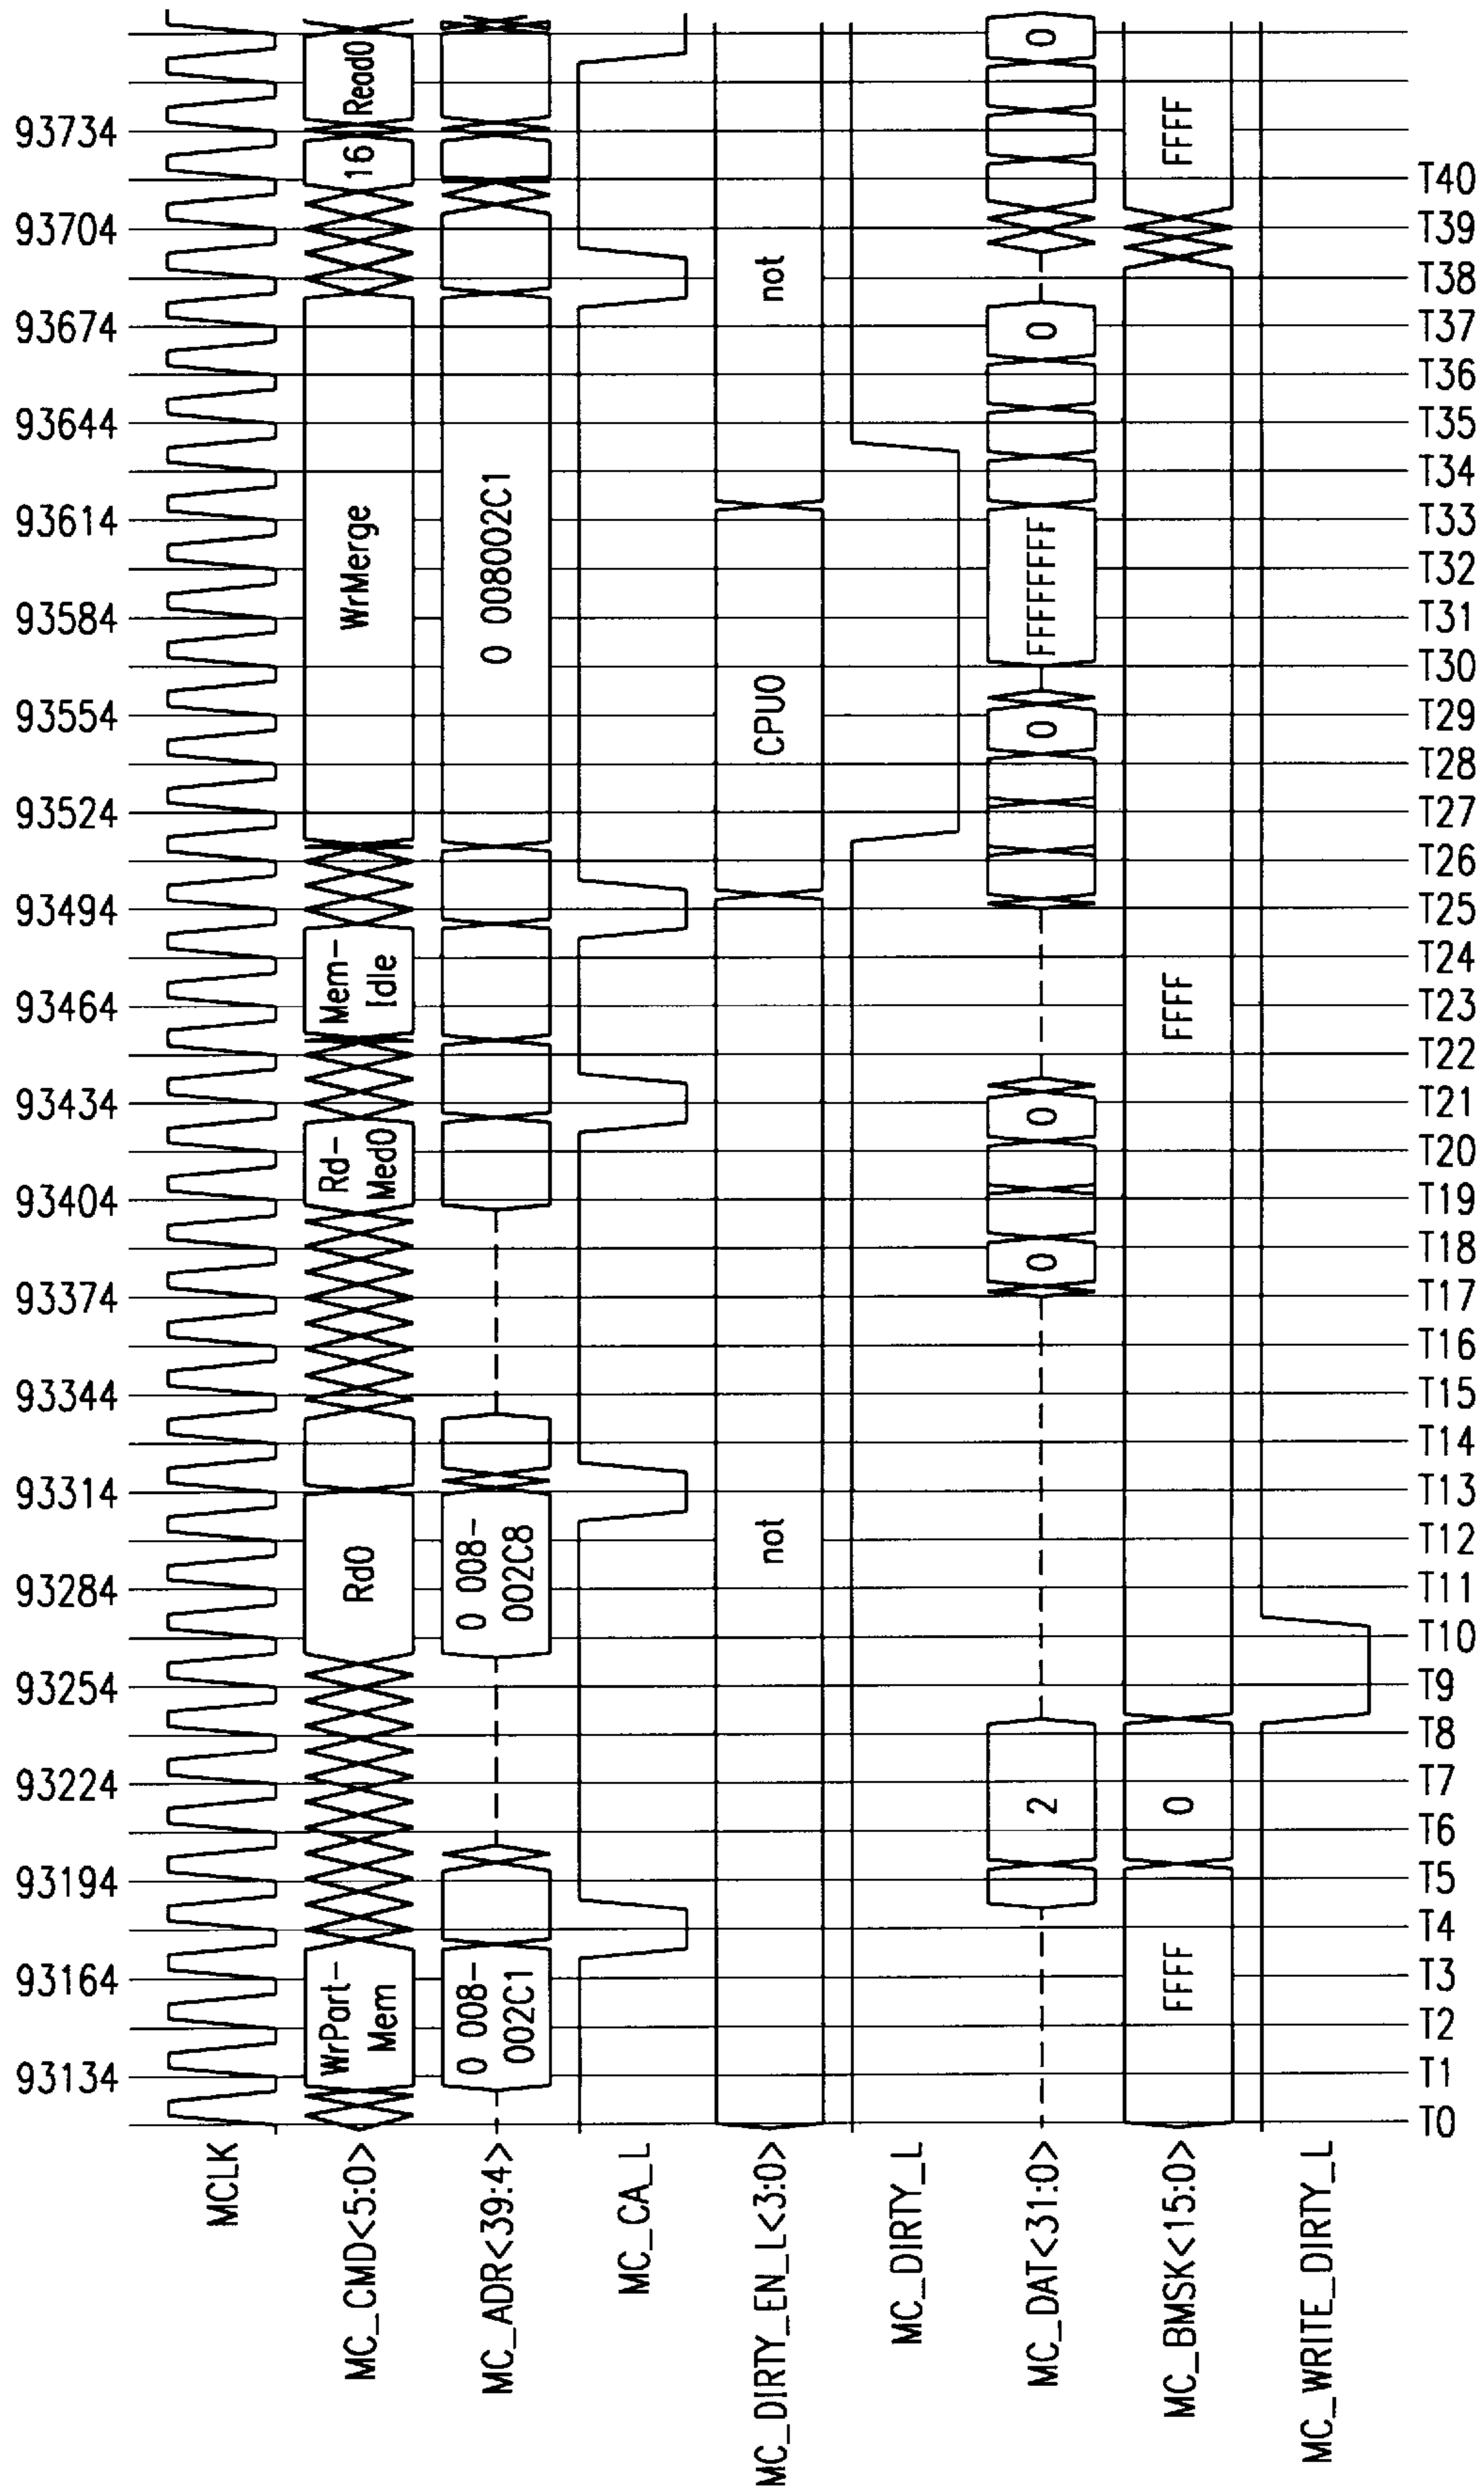 93134 93164 93194 93224 93254 93284 93314 93344 93374 93404 93434 93464 93494 93524 93554 93584 93614 93644 93674 93704 93734
MCLK
MC_CMD<5:0> WrPart- Mem Rd0 Rd- Med0 Mem- Idle WrMerge 16 Read0
MC_ADR<39:4> 0 008- 002C1 0 008- 002C8 0 008002C1
MC_CA_L
MC_DIRTY_EN_L<3:0> not CPU0 not
MC_DIRTY_L
MC_DAT<31:0> 2 0 0 0 FFFFFFFF 0 0
MC_BMSK<15:0> FFFF 0 FFFF FFFF
MC_WRITE_DIRTY_L
T0 T1 T2 T3 T4 T5 T6 T7 T8 T9 T10 T11 T12 T13 T14 T15 T16 T17 T18 T19 T20 T21 T22 T23 T24 T25 T26 T27 T28 T29 T30 T31 T32 T33 T34 T35 T36 T37 T38 T39 T40